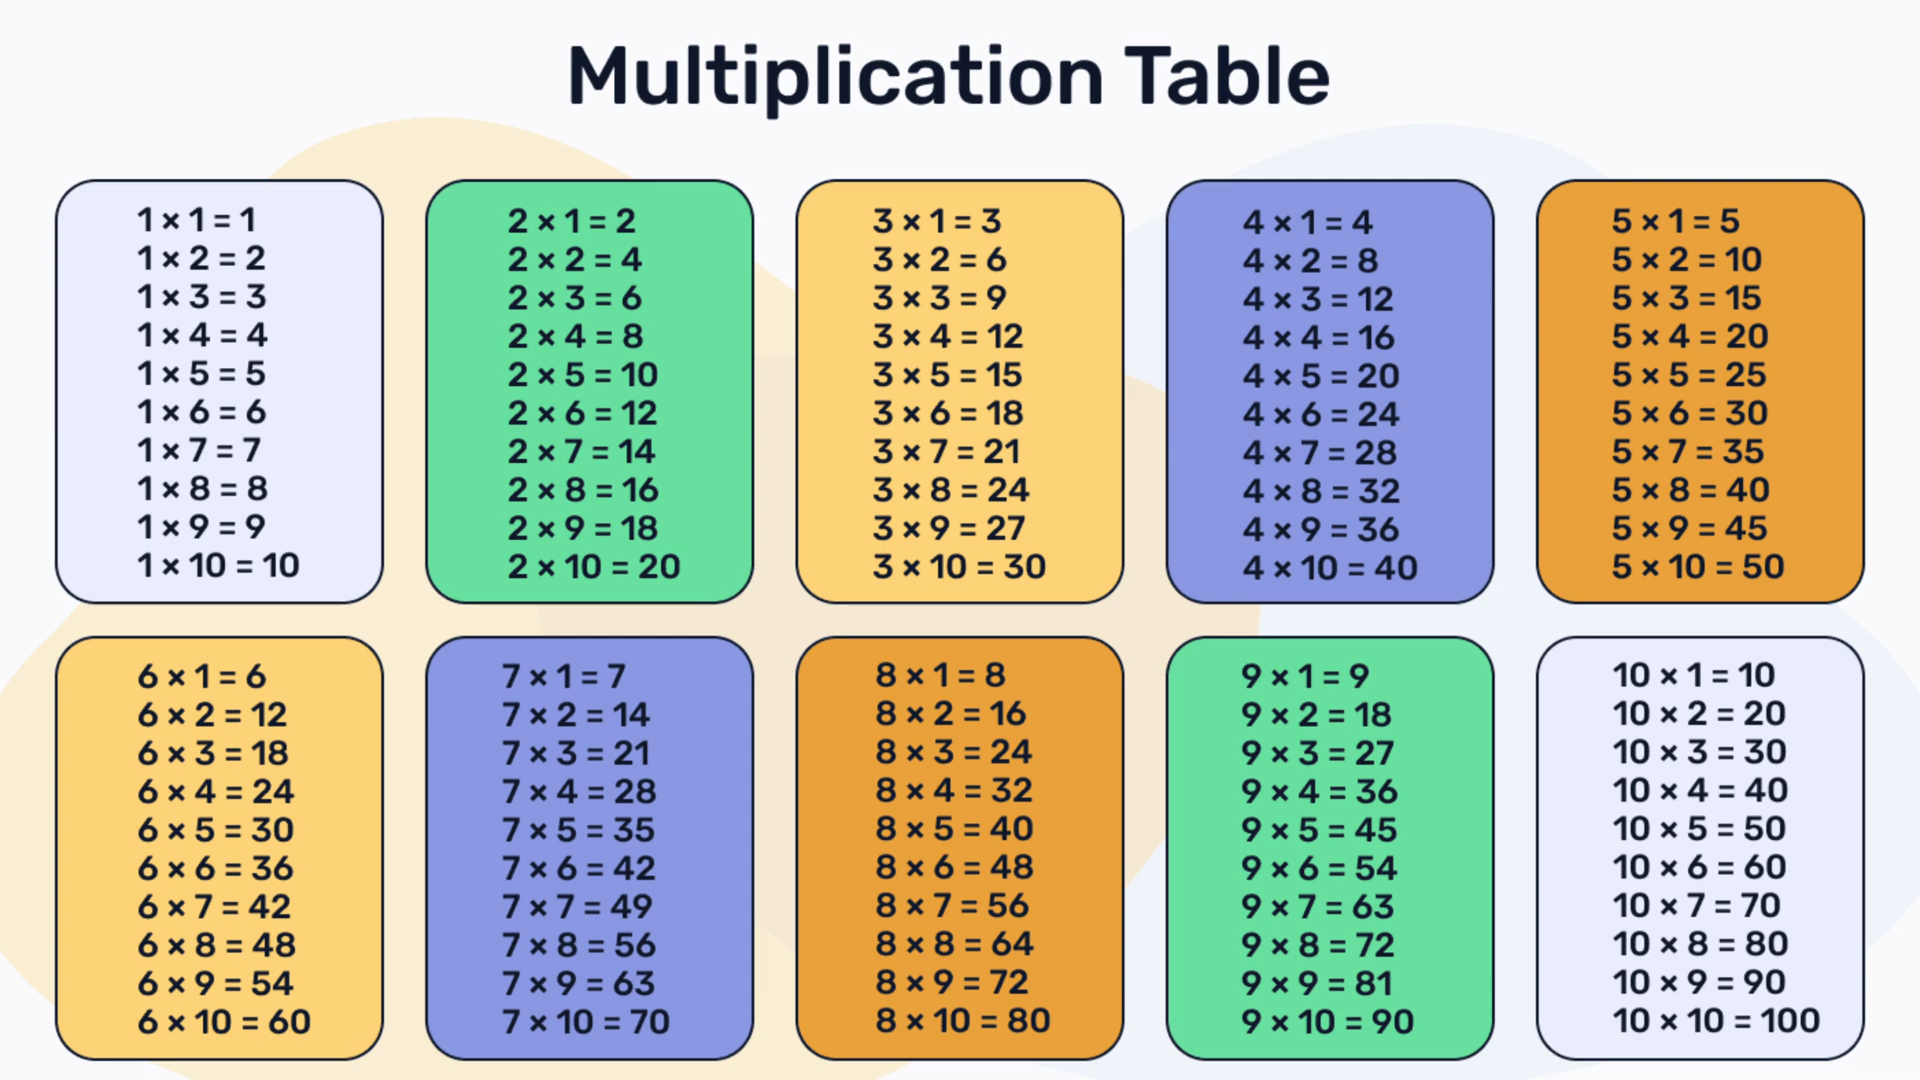 Multiplication Table
1 × 1 = 1
1 × 2 = 2
1 × 3 = 3
1 × 4 = 4
1 × 5 = 5
1 × 6 = 6
1 × 7 = 7
1 × 8 = 8
1 × 9 = 9
1 × 10 = 10
2 × 1 = 2
2 × 2 = 4
2 × 3 = 6
2 × 4 = 8
2 × 5 = 10
2 × 6 = 12
2 × 7 = 14
2 × 8 = 16
2 × 9 = 18
2 × 10 = 20
3 × 1 = 3
3 × 2 = 6
3 × 3 = 9
3 × 4 = 12
3 × 5 = 15
3 × 6 = 18
3 × 7 = 21
3 × 8 = 24
3 × 9 = 27
3 × 10 = 30
4 × 1 = 4
4 × 2 = 8
4 × 3 = 12
4 × 4 = 16
4 × 5 = 20
4 × 6 = 24
4 × 7 = 28
4 × 8 = 32
4 × 9 = 36
4 × 10 = 40
5 × 1 = 5
5 × 2 = 10
5 × 3 = 15
5 × 4 = 20
5 × 5 = 25
5 × 6 = 30
5 × 7 = 35
5 × 8 = 40
5 × 9 = 45
5 × 10 = 50
6 × 1 = 6
6 × 2 = 12
6 × 3 = 18
6 × 4 = 24
6 × 5 = 30
6 × 6 = 36
6 × 7 = 42
6 × 8 = 48
6 × 9 = 54
6 × 10 = 60
7 × 1 = 7
7 × 2 = 14
7 × 3 = 21
7 × 4 = 28
7 × 5 = 35
7 × 6 = 42
7 × 7 = 49
7 × 8 = 56
7 × 9 = 63
7 × 10 = 70
8 × 1 = 8
8 × 2 = 16
8 × 3 = 24
8 × 4 = 32
8 × 5 = 40
8 × 6 = 48
8 × 7 = 56
8 × 8 = 64
8 × 9 = 72
8 × 10 = 80
9 × 1 = 9
9 × 2 = 18
9 × 3 = 27
9 × 4 = 36
9 × 5 = 45
9 × 6 = 54
9 × 7 = 63
9 × 8 = 72
9 × 9 = 81
9 × 10 = 90
10 × 1 = 10
10 × 2 = 20
10 × 3 = 30
10 × 4 = 40
10 × 5 = 50
10 × 6 = 60
10 × 7 = 70
10 × 8 = 80
10 × 9 = 90
10 × 10 = 100